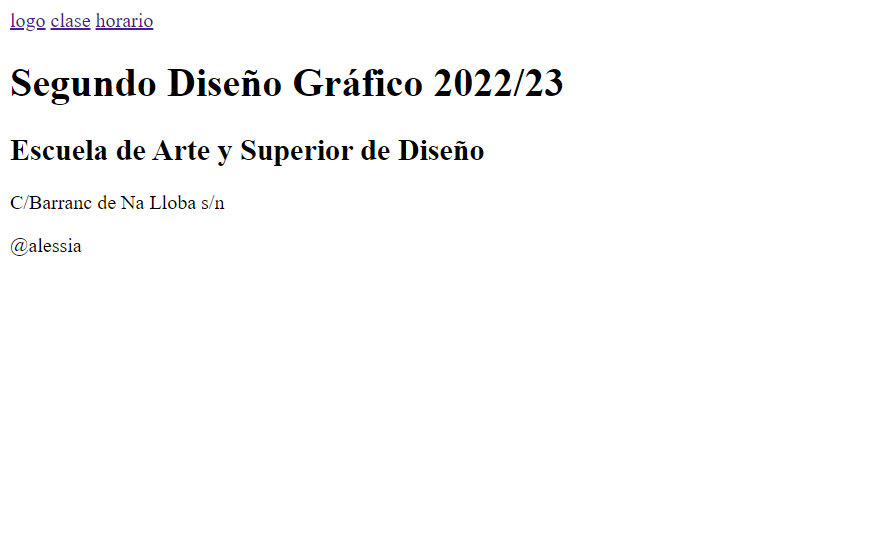 logo clase horario
Segundo Diseño Gráfico 2022/23
Escuela de Arte y Superior de Diseño
C/Barranc de Na Lloba s/n
@alessia